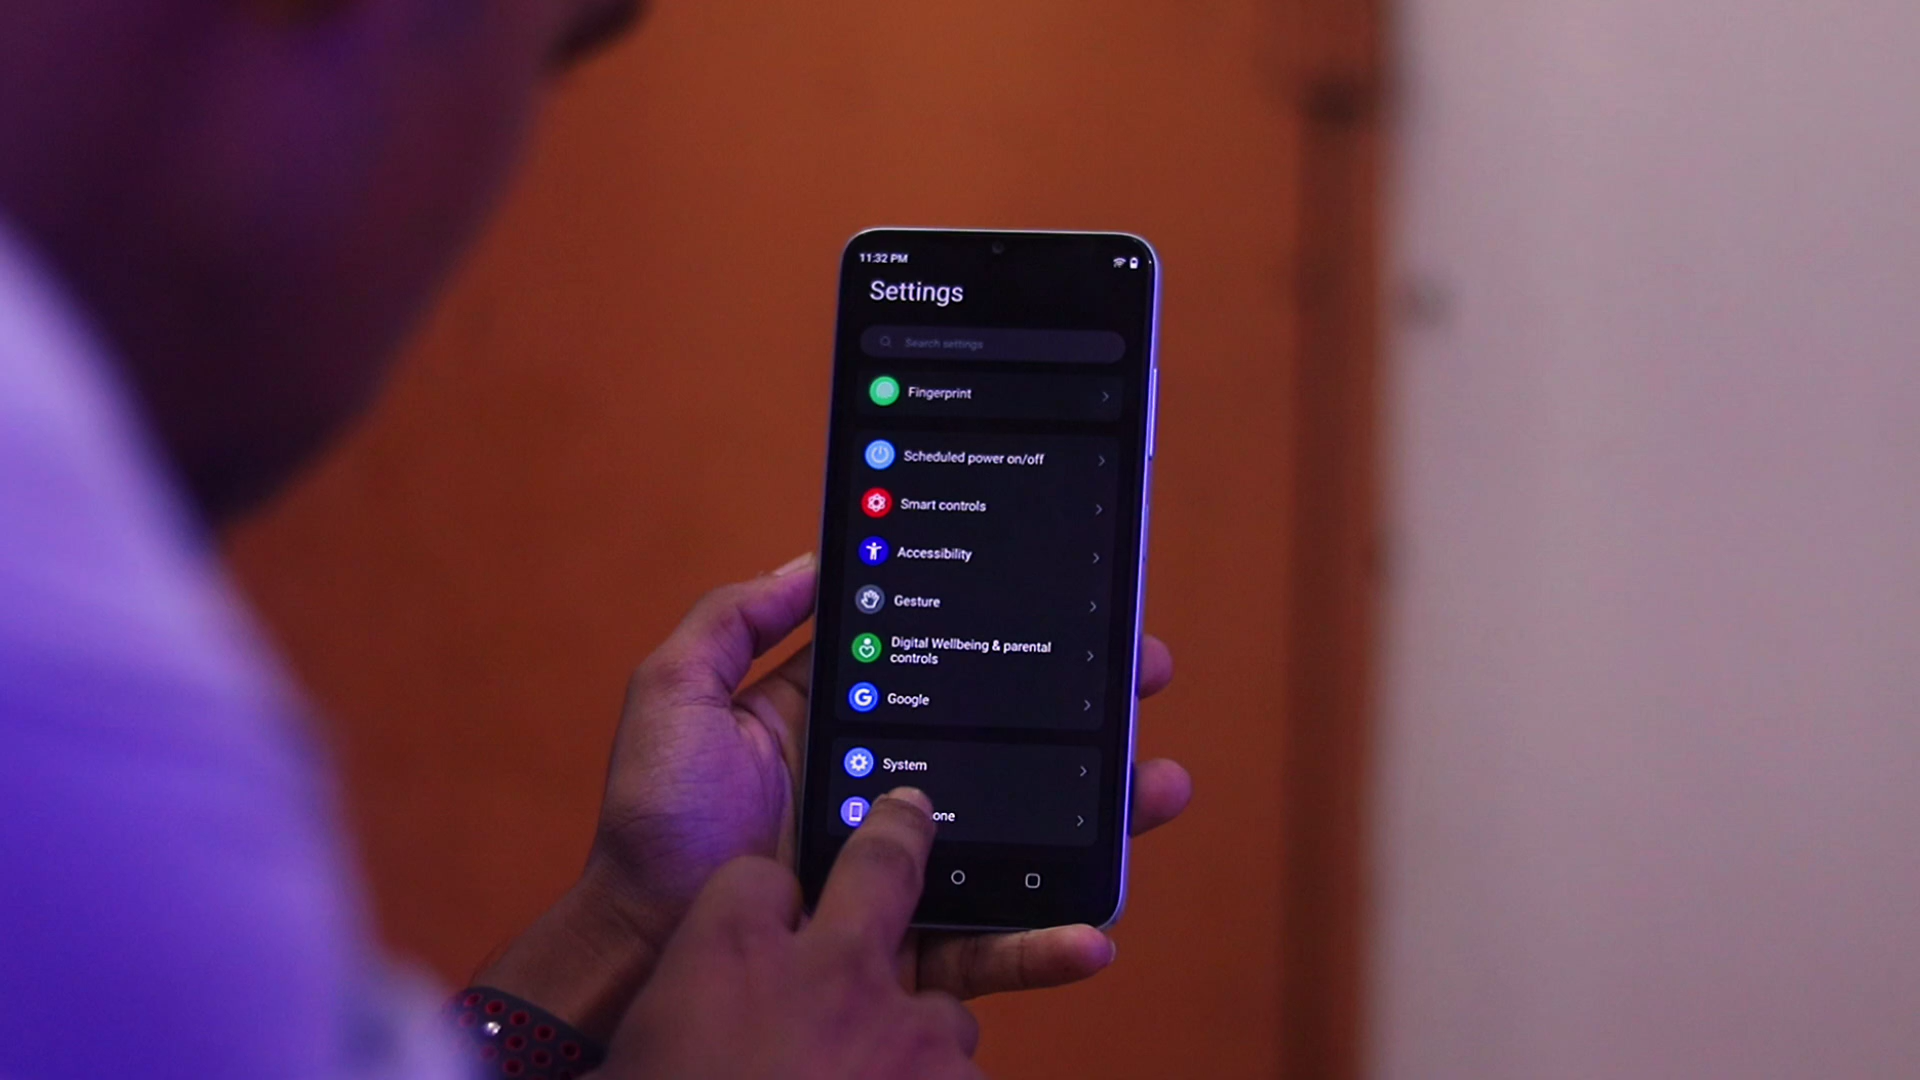 11:32 PM
Settings
Search settings
Fingerprint
Scheduled power on/off
Smart controls
Accessibility
Gesture
Digital Wellbeing & parental
controls
Google
System
one